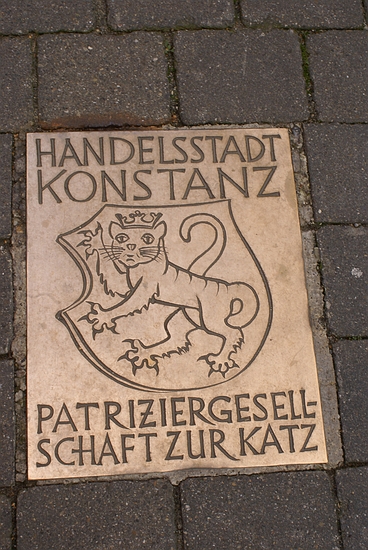 HANDELSSTADT
KONSTANZ
PATRIZIERGESELL-
SCHAFT ZUR KATZ